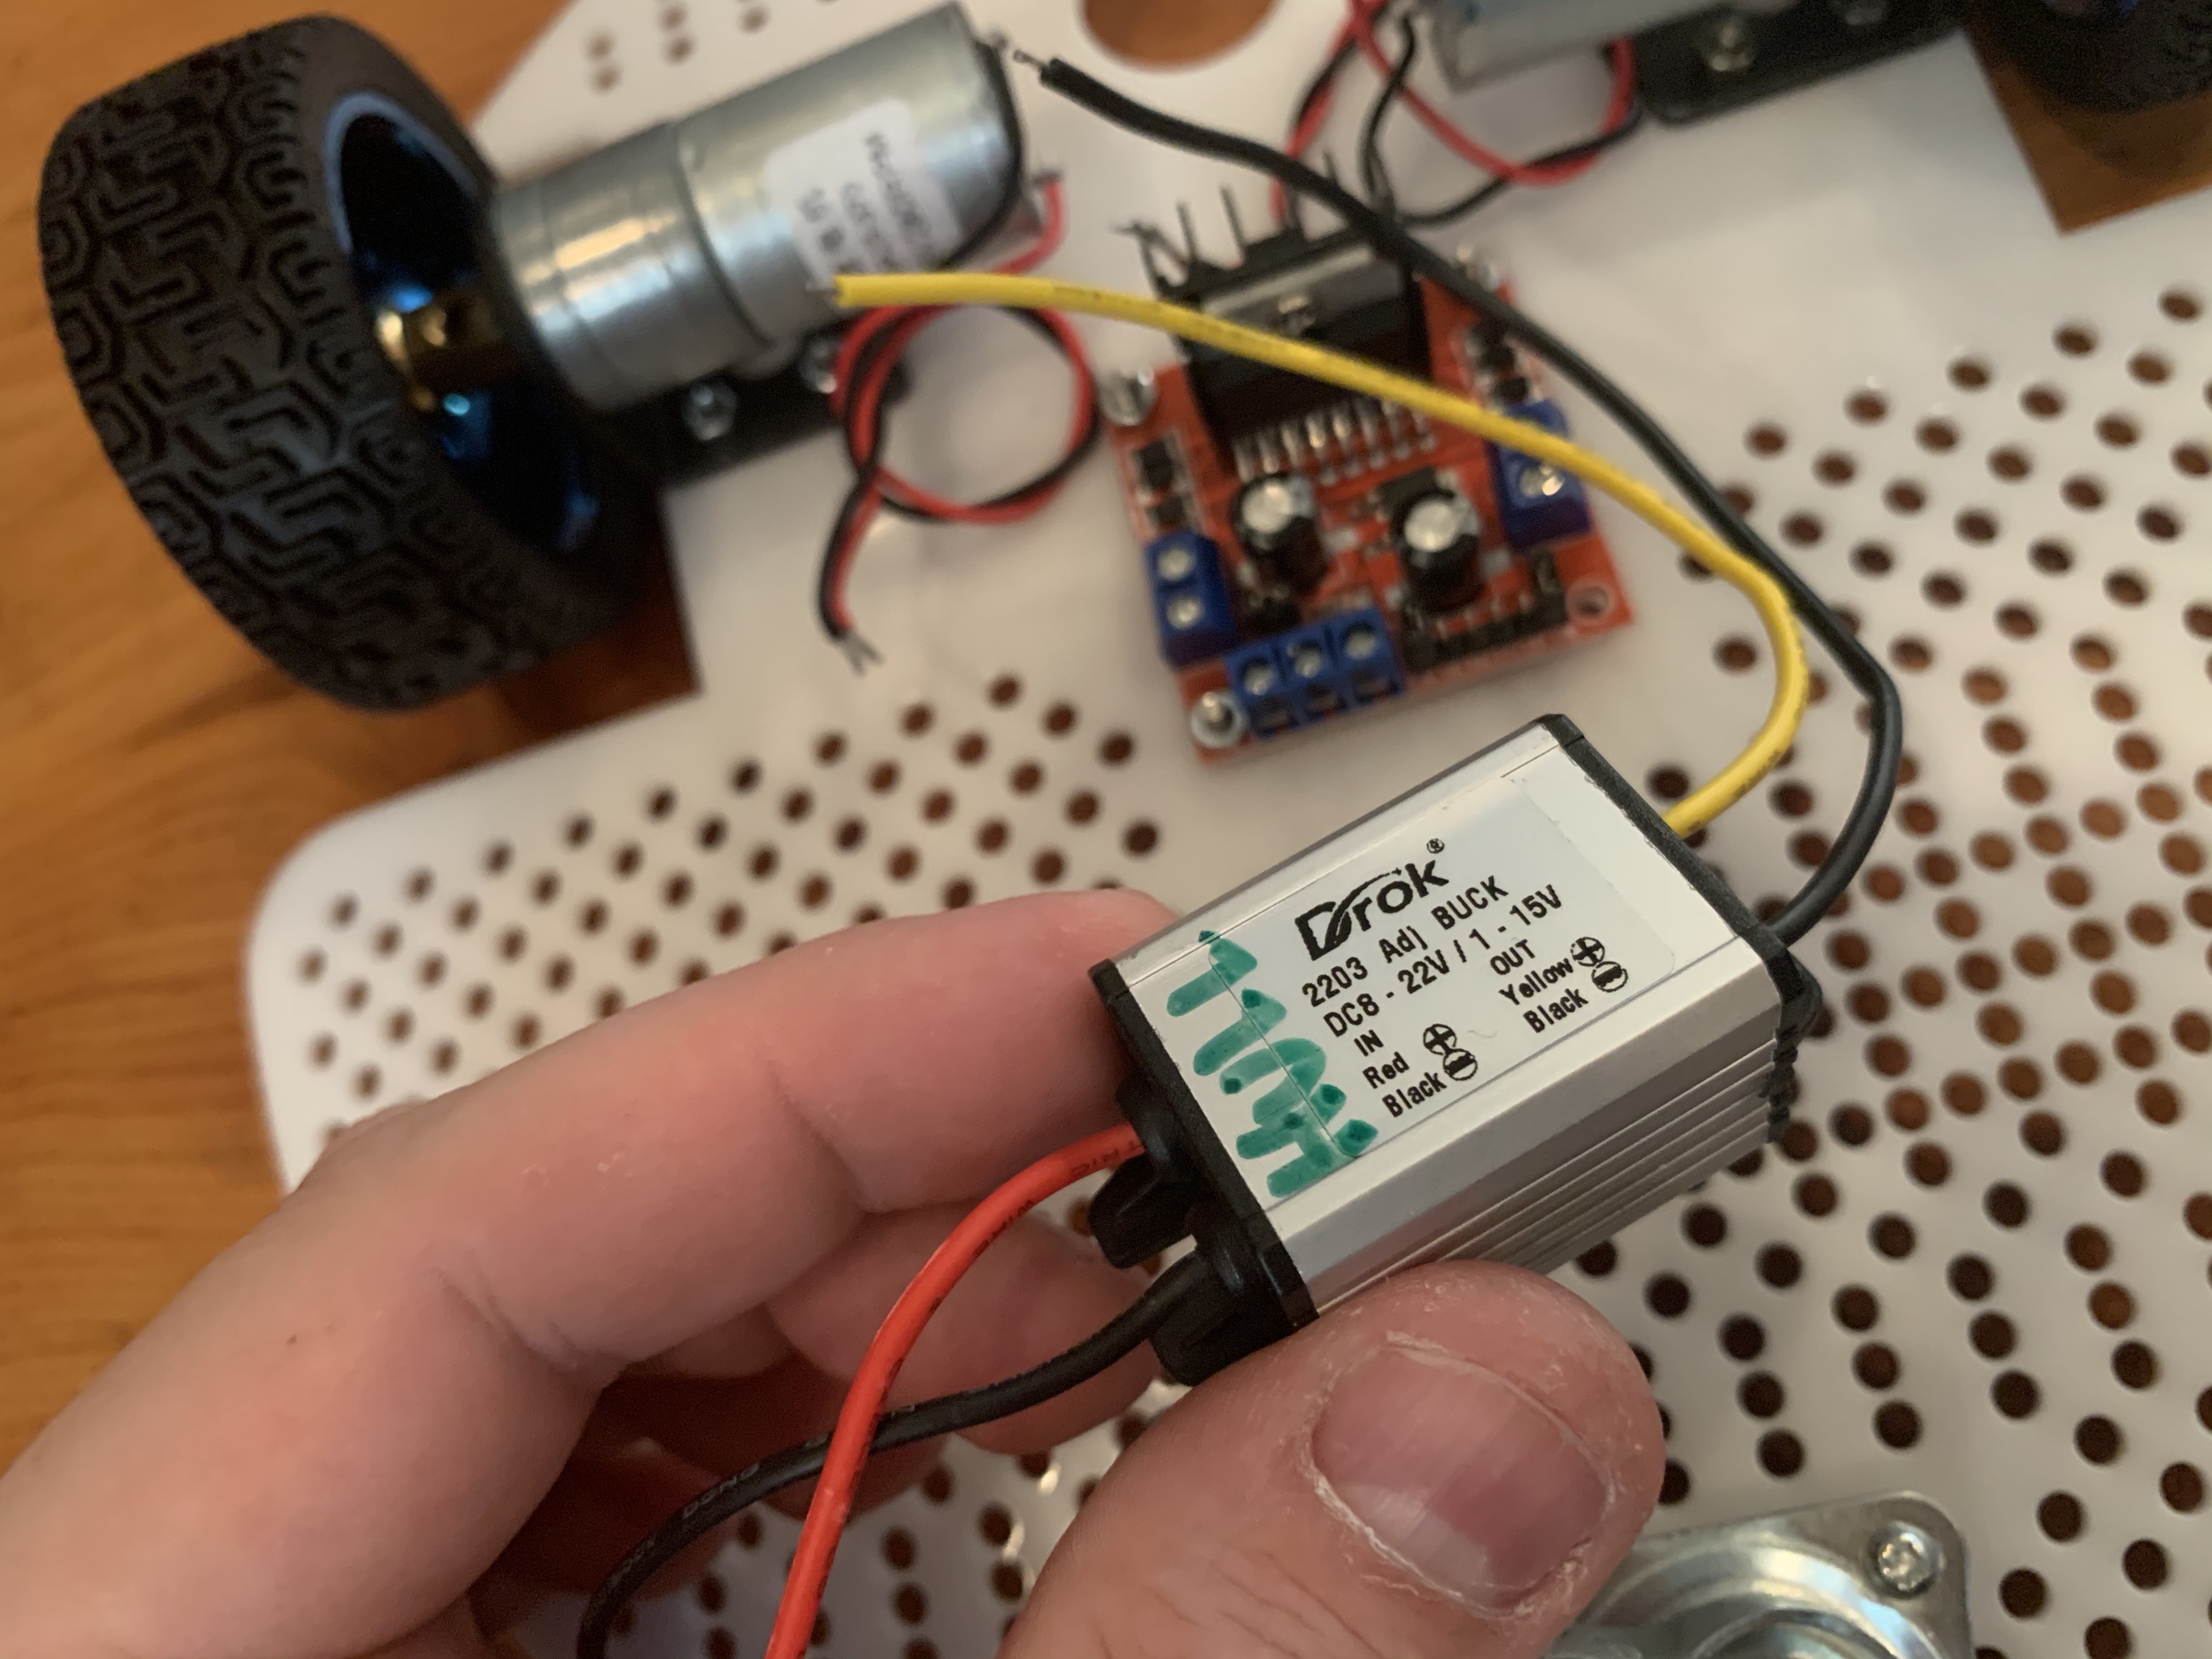 HULL
Drok®
2203 Adj BUCK
DC8 - 22V / 1 - 15V
IN OUT
Red ⊕ Yellow ⊕
Black ⊖ Black ⊖